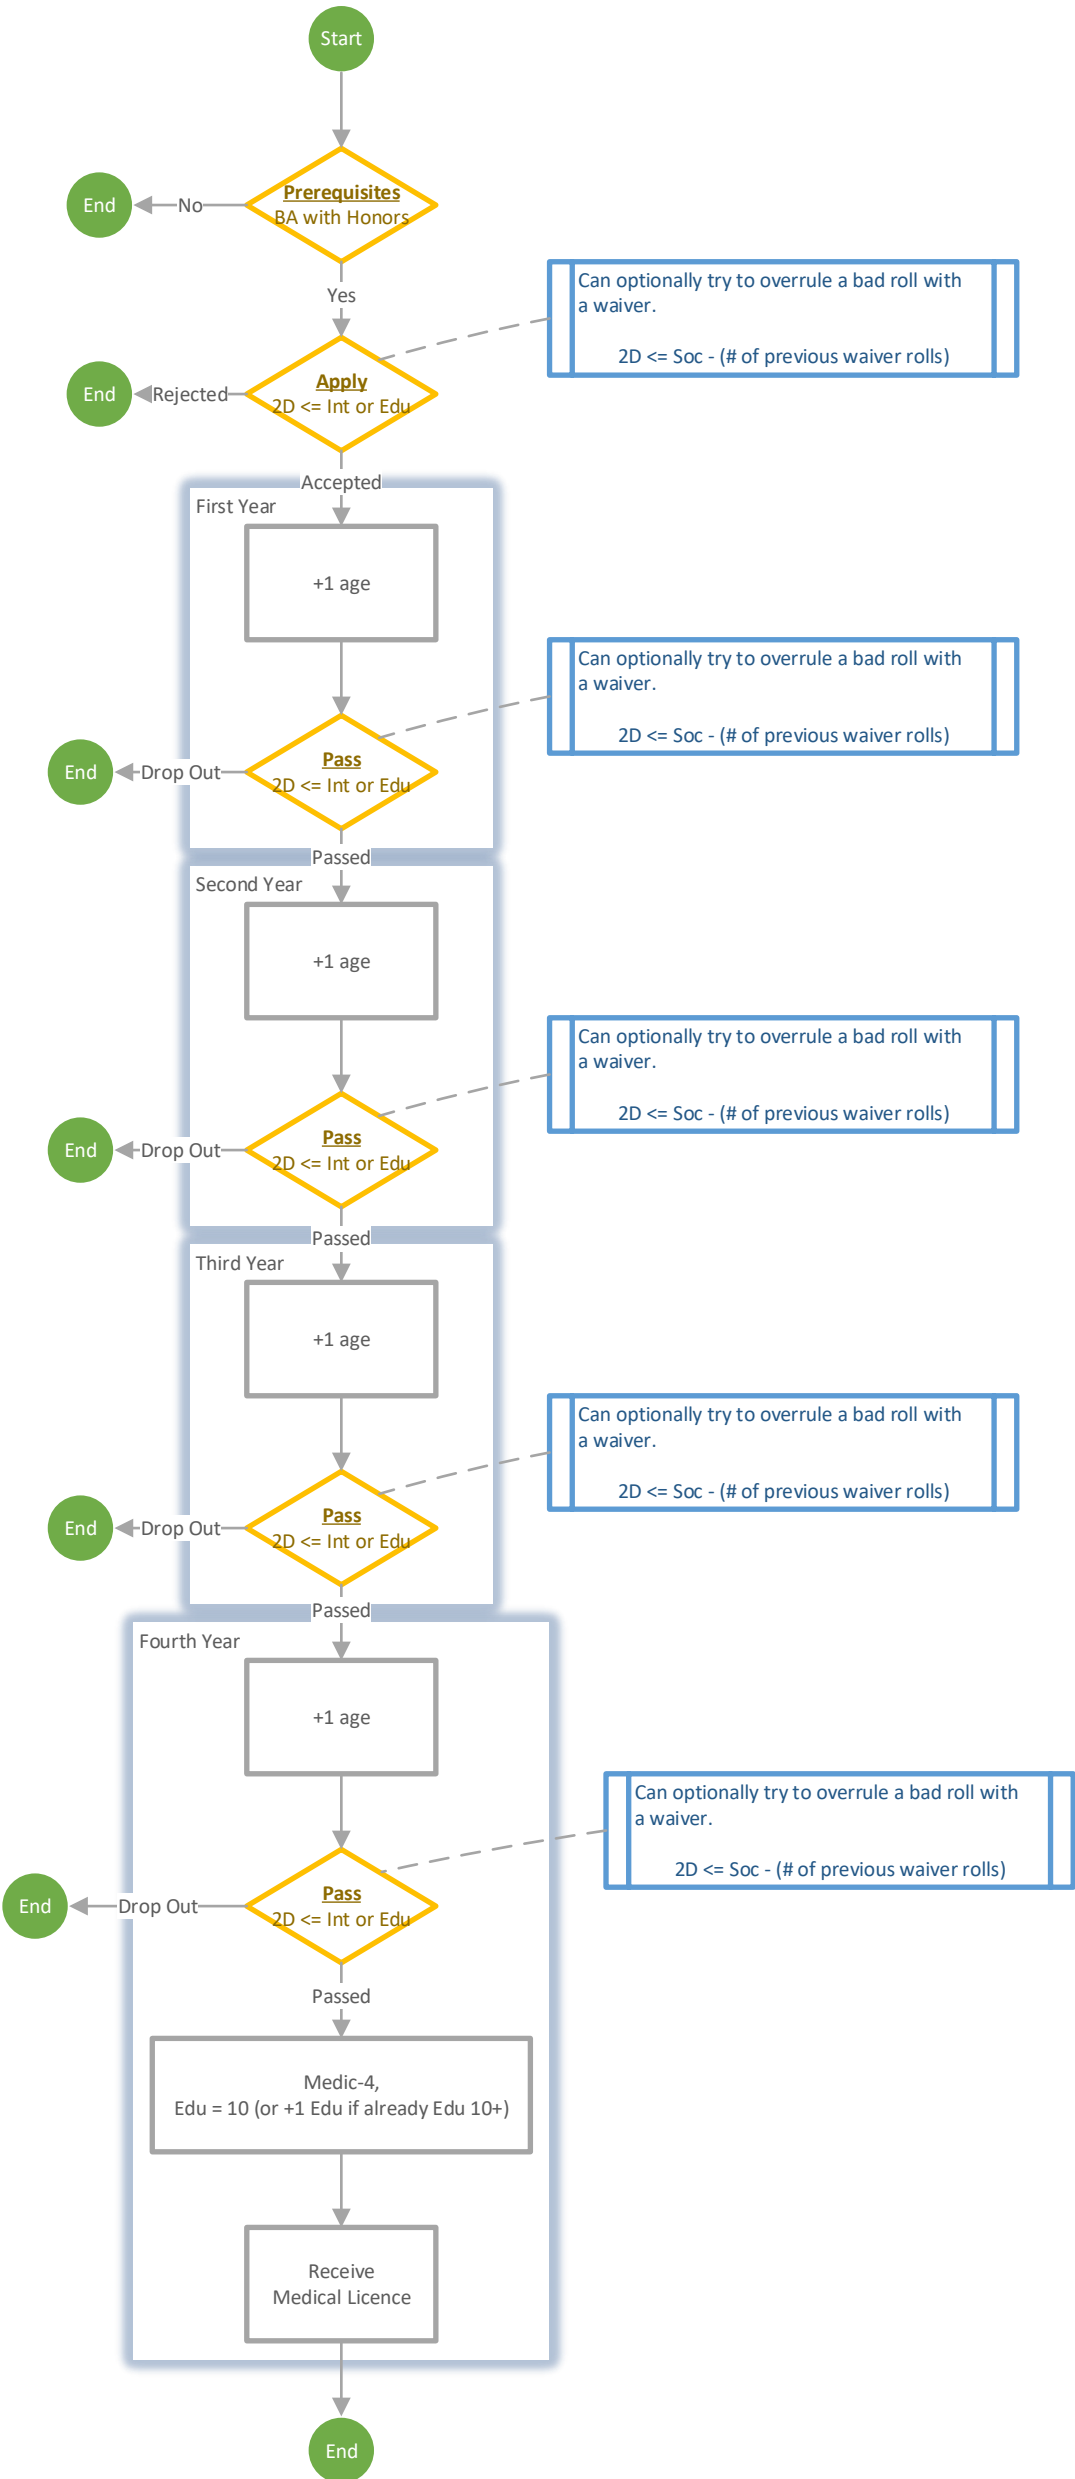 Start
Prerequisites
BA with Honors
No
End
Yes
Can optionally try to overrule a bad roll with
a waiver.
2D <= Soc - (# of previous waiver rolls)
Apply
2D <= Int or Edu
Rejected
End
Accepted
First Year
+1 age
Can optionally try to overrule a bad roll with
a waiver.
2D <= Soc - (# of previous waiver rolls)
Pass
2D <= Int or Edu
Drop Out
End
Passed
Second Year
+1 age
Can optionally try to overrule a bad roll with
a waiver.
2D <= Soc - (# of previous waiver rolls)
Pass
2D <= Int or Edu
Drop Out
End
Passed
Third Year
+1 age
Can optionally try to overrule a bad roll with
a waiver.
2D <= Soc - (# of previous waiver rolls)
Pass
2D <= Int or Edu
Drop Out
End
Passed
Fourth Year
+1 age
Can optionally try to overrule a bad roll with
a waiver.
2D <= Soc - (# of previous waiver rolls)
Pass
2D <= Int or Edu
Drop Out
End
Passed
Medic-4,
Edu = 10 (or +1 Edu if already Edu 10+)
Receive
Medical Licence
End